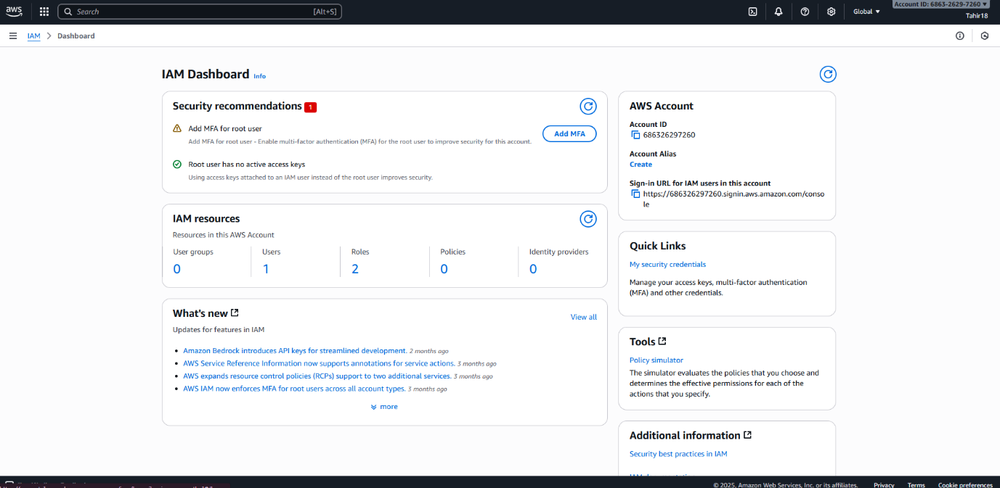 aws
Search
[Alt+S]
Global
Account ID: 6863-2629-7260
Tahir18
IAM
Dashboard
IAM Dashboard Info
Security recommendations 1
Add MFA for root user
Add MFA for root user - Enable multi-factor authentication (MFA) for the root user to improve security for this account.
Add MFA
Root user has no active access keys
Using access keys attached to an IAM user instead of the root user improves security.
IAM resources
Resources in this AWS Account
User groups
Users
Roles
Policies
Identity providers
0
1
2
0
0
What's new
View all
Updates for features in IAM
Amazon Bedrock introduces API keys for streamlined development. 2 months ago
AWS Service Reference Information now supports annotations for service actions. 3 months ago
AWS expands resource control policies (RCPs) support to two additional services. 3 months ago
AWS IAM now enforces MFA for root users across all account types. 3 months ago
more
AWS Account
Account ID
686326297260
Account Alias
Create
Sign-in URL for IAM users in this account
https://686326297260.signin.aws.amazon.com/conso
le
Quick Links
My security credentials
Manage your access keys, multi-factor authentication
(MFA) and other credentials.
Tools
Policy simulator
The simulator evaluates the policies that you choose and
determines the effective permissions for each of the
actions that you specify.
Additional information
Security best practices in IAM
© 2025, Amazon Web Services, Inc. or its affiliates.
Privacy
Terms
Cookie preferences